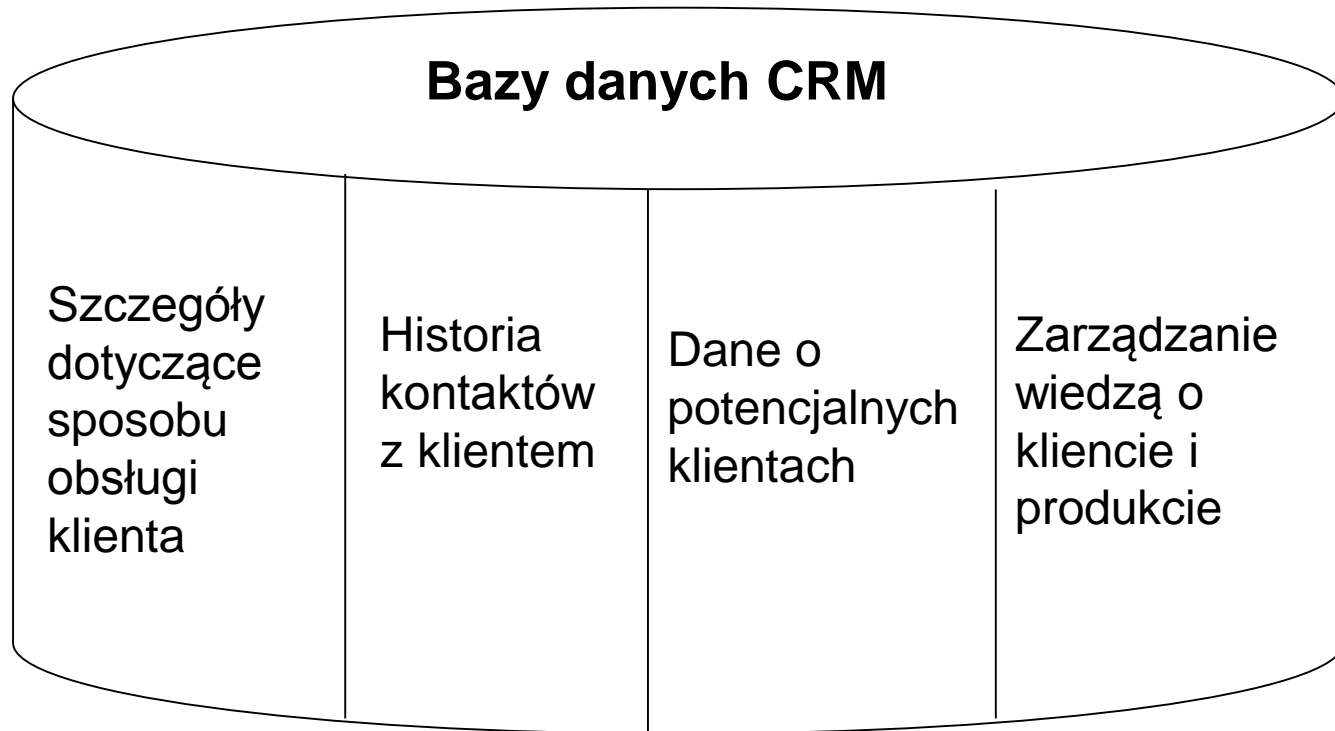 Bazy danych CRM
Szczegóły
dotyczące
sposobu
obsługi
klienta
Historia
kontaktów
z klientem
Dane o
potencjalnych
klientach
Zarządzanie
wiedzą o
kliencie i
produkcie